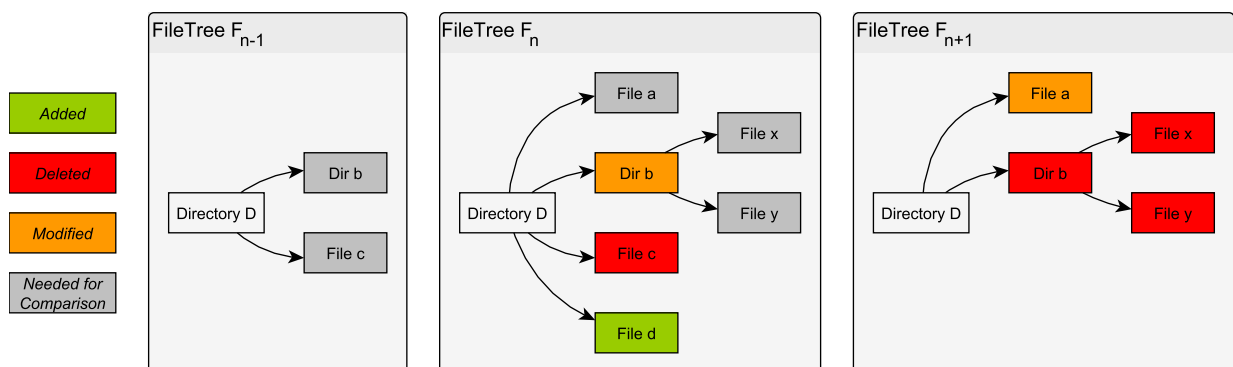 Added
Deleted
Modified
Needed for
Comparison
FileTree Fn-1
Directory D
Dir b
File c
FileTree Fn
Directory D
File a
Dir b
File x
File y
File c
File d
FileTree Fn+1
Directory D
File a
Dir b
File x
File y